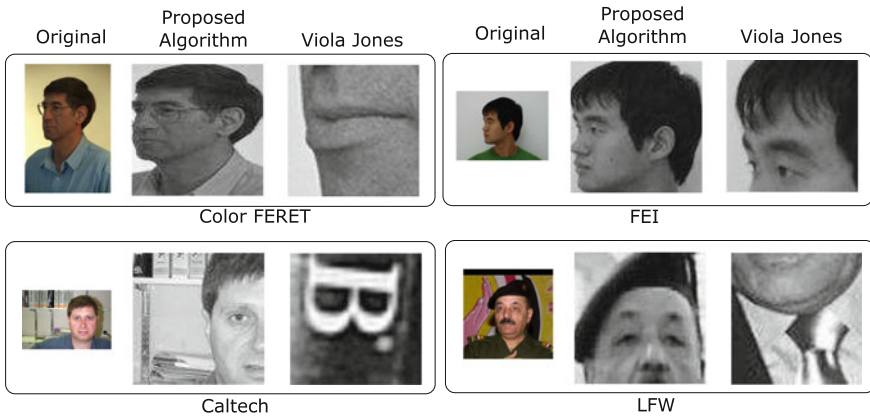 Original
Proposed
Algorithm
Viola Jones
Original
Proposed
Algorithm
Viola Jones
Color FERET
FEI
B
Caltech
LFW